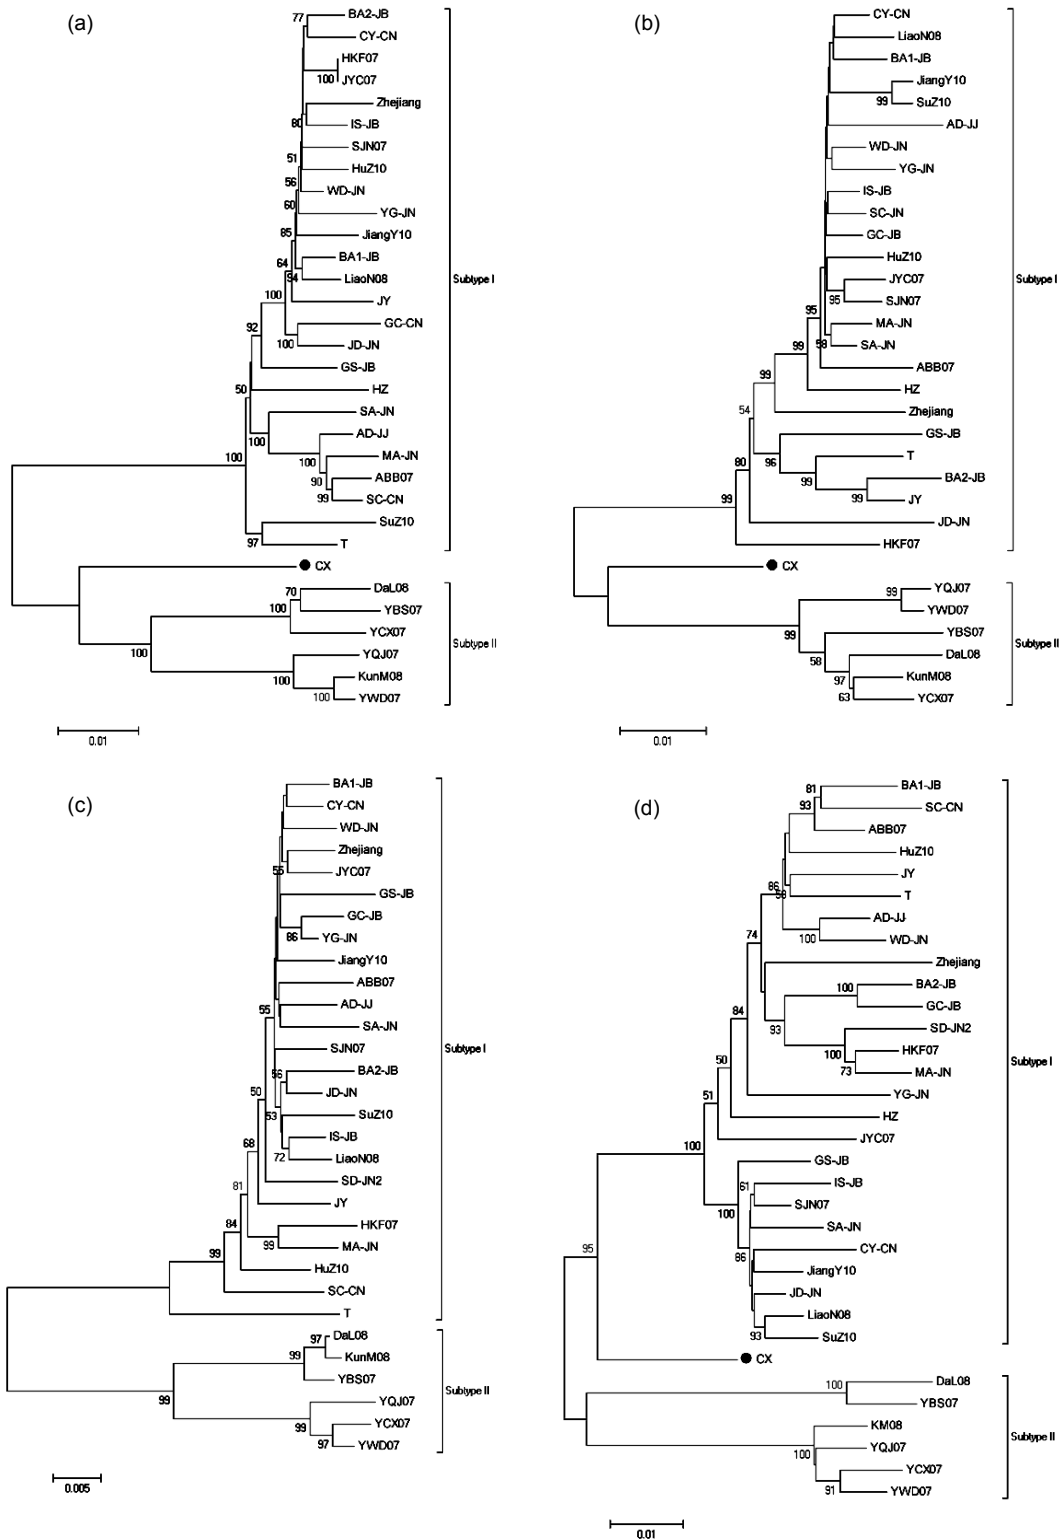 (a)
77
BA2-JB
CY-CN
HKF07
100
JYC07
Zhejiang
80
IS-JB
SJN07
51
HuZ10
56
WD-JN
60
YG-JN
85
JiangY10
BA1-JB
64
94
LiaoN08
100
JY
GC-CN
92
100
JD-JN
GS-JB
50
HZ
SA-JN
100
AD-JJ
100
MA-JN
90
ABB07
100
99
SC-CN
SuZ10
97
T
Subtype I
CX
70
DaL08
100
YBS07
YCX07
100
YQJ07
100
KunM08
100
YWD07
Subtype II
0.01
(b)
CY-CN
LiaoN08
BA1-JB
JiangY10
99
SuZ10
AD-JJ
WD-JN
YG-JN
IS-JB
SC-JN
GC-JB
HuZ10
JYC07
95
SJN07
95
MA-JN
58
SA-JN
99
ABB07
HZ
99
Zhejiang
54
GS-JB
96
T
99
BA2-JB
80
99
JY
99
JD-JN
HKF07
Subtype I
CX
99
YQJ07
YWD07
99
YBS07
58
DaL08
97
KunM08
63
YCX07
Subtype II
0.01
(c)
BA1-JB
CY-CN
WD-JN
Zhejiang
55
JYC07
GS-JB
GC-JB
86
YG-JN
JiangY10
ABB07
55
AD-JJ
SA-JN
SJN07
56
BA2-JB
50
JD-JN
53
SuZ10
IS-JB
68
72
LiaoN08
SD-JN2
81
JY
84
HKF07
99
MA-JN
99
HuZ10
SC-CN
T
Subtype I
97
DaL08
99
KunM08
YBS07
99
YQJ07
99
YCX07
97
YWD07
Subtype II
0.005
(d)
81
BA1-JB
93
SC-CN
ABB07
HuZ10
JY
86
T
AD-JJ
100
WD-JN
74
Zhejiang
100
BA2-JB
GC-JB
84
93
SD-JN2
100
HKF07
73
MA-JN
50
YG-JN
51
HZ
100
JYC07
GS-JB
61
IS-JB
100
SJN07
SA-JN
86
CY-CN
JiangY10
JD-JN
LiaoN08
93
SuZ10
95
Subtype I
CX
100
DaL08
YBS07
KM08
100
YQJ07
YCX07
91
YWD07
Subtype II
0.01